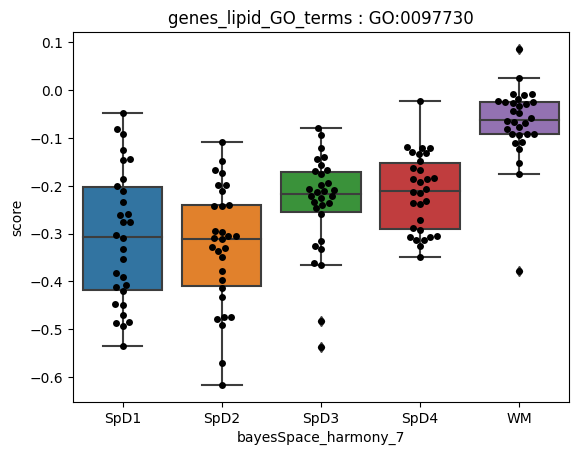 genes_lipid_GO_terms : GO:0097730
score
0.1
0.0
−0.1
−0.2
−0.3
−0.4
−0.5
−0.6
SpD1 SpD2 SpD3 SpD4 WM
bayesSpace_harmony_7